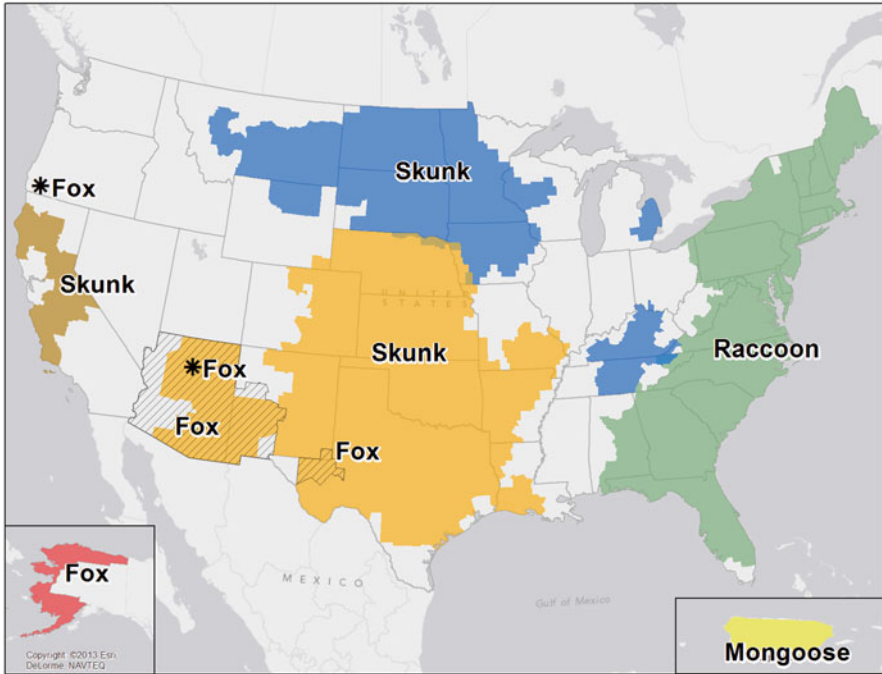 Skunk
✱Fox
Skunk
UNITED
STATES
Skunk
Raccoon
✱Fox
Fox
Fox
Fox
MEXICO
Gulf of Mexico
Copyright: ©2013 Esri,
DeLorme, NAVTEQ
Mongoose